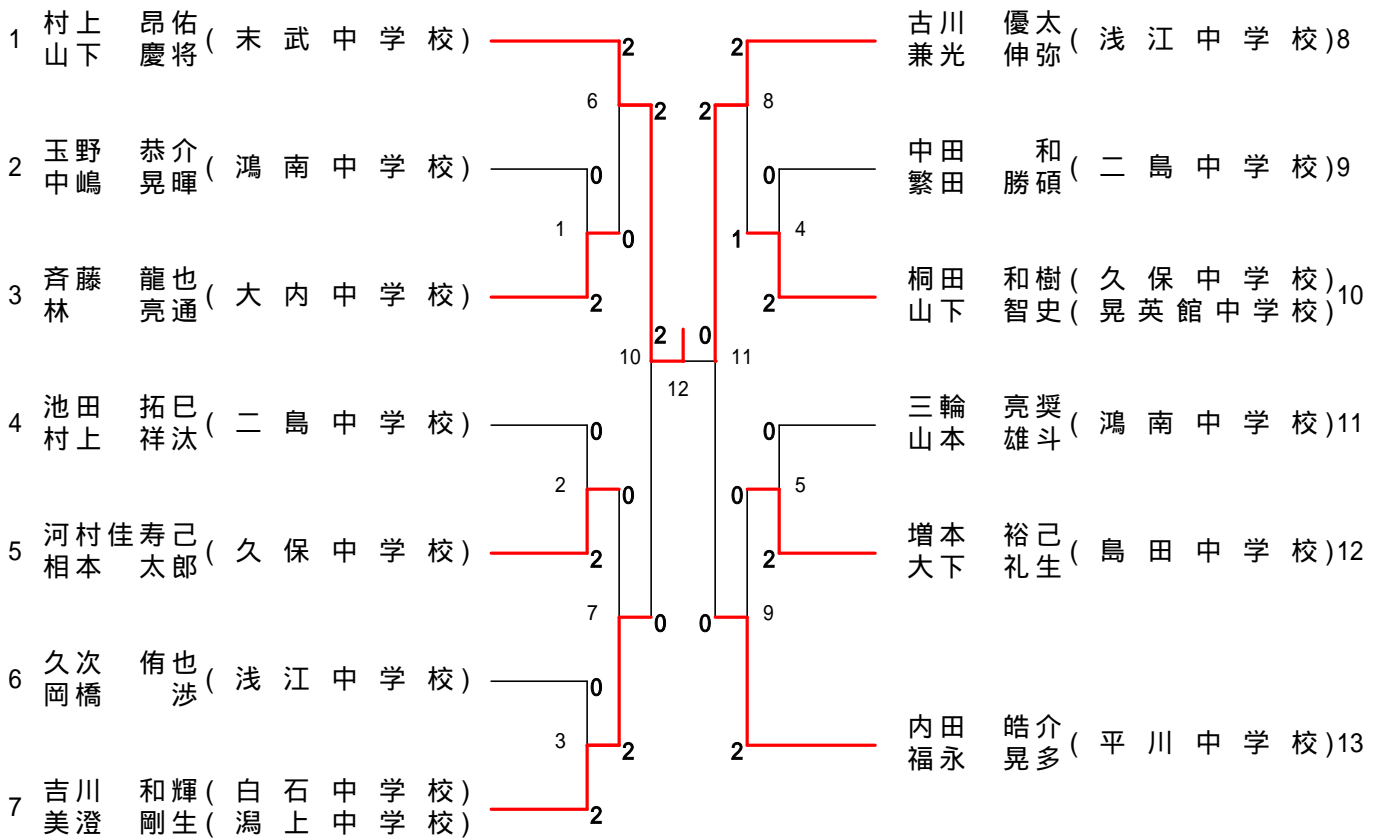 1 村上 昂佑 ( 末武中学校 )
山下 慶将
2 玉野 恭介 ( 鴻南中学校 )
中嶋 晃暉
3 斉藤 龍也 ( 大内中学校 )
林 亮通
4 池田 拓巳 ( 二島中学校 )
村上 祥汰
5 河村佳寿己 ( 久保中学校 )
相本 太郎
6 久次 侑也 ( 浅江中学校 )
岡橋 渉
7 吉川 和輝 ( 白石中学校 )
美澄 剛生 ( 潟上中学校 )
2
6
2
0
1
0
2
2
10
0
2
0
2
7
0
0
3
2
2
12
2
8
2
0
4
1
2
0
11
0
5
0
2
9
0
2
古川 優太 ( 浅江中学校 ) 8
兼光 伸弥
中田 和 ( 二島中学校 ) 9
繁田 勝碩
桐田 和樹 ( 久保中学校 ) 10
山下 智史 ( 晃英館中学校 )
三輪 亮奨 ( 鴻南中学校 ) 11
山本 雄斗
増本 裕己 ( 島田中学校 ) 12
大下 礼生
内田 皓介 ( 平川中学校 ) 13
福永 晃多